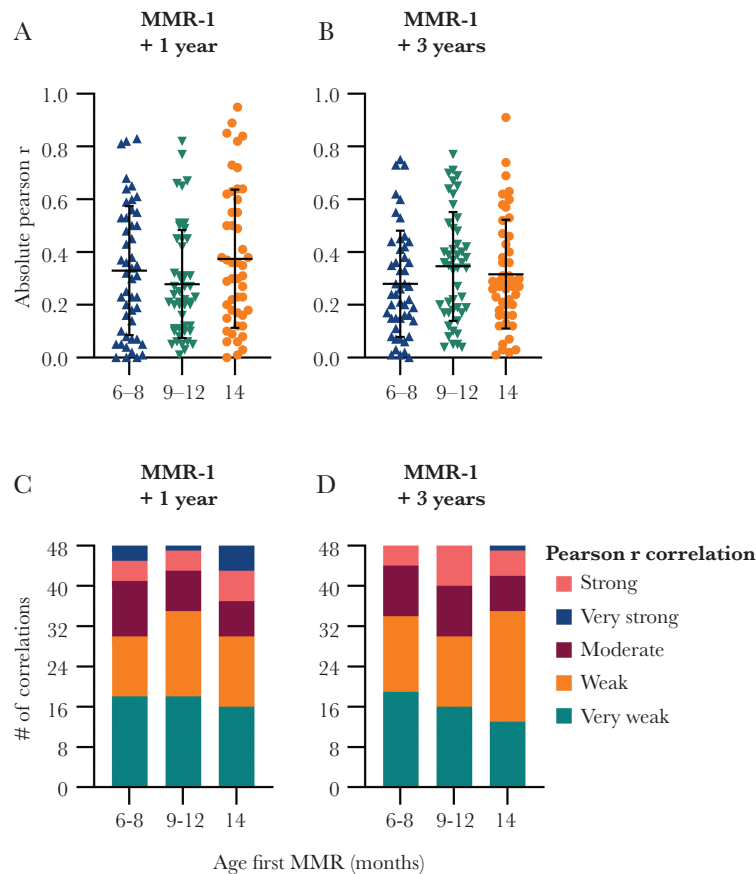 A
MMR-1
+ 1 year
B
MMR-1
+ 3 years
Absolute pearson r
1.0
0.8
0.6
0.4
0.2
0.0
6–8
9–12
14
1.0
0.8
0.6
0.4
0.2
0.0
6–8
9–12
14
C
MMR-1
+ 1 year
D
MMR-1
+ 3 years
# of correlations
48
40
32
24
16
8
0
6-8
9-12
14
48
40
32
24
16
8
0
6-8
9-12
14
Pearson r correlation
Strong
Very strong
Moderate
Weak
Very weak
Age first MMR (months)